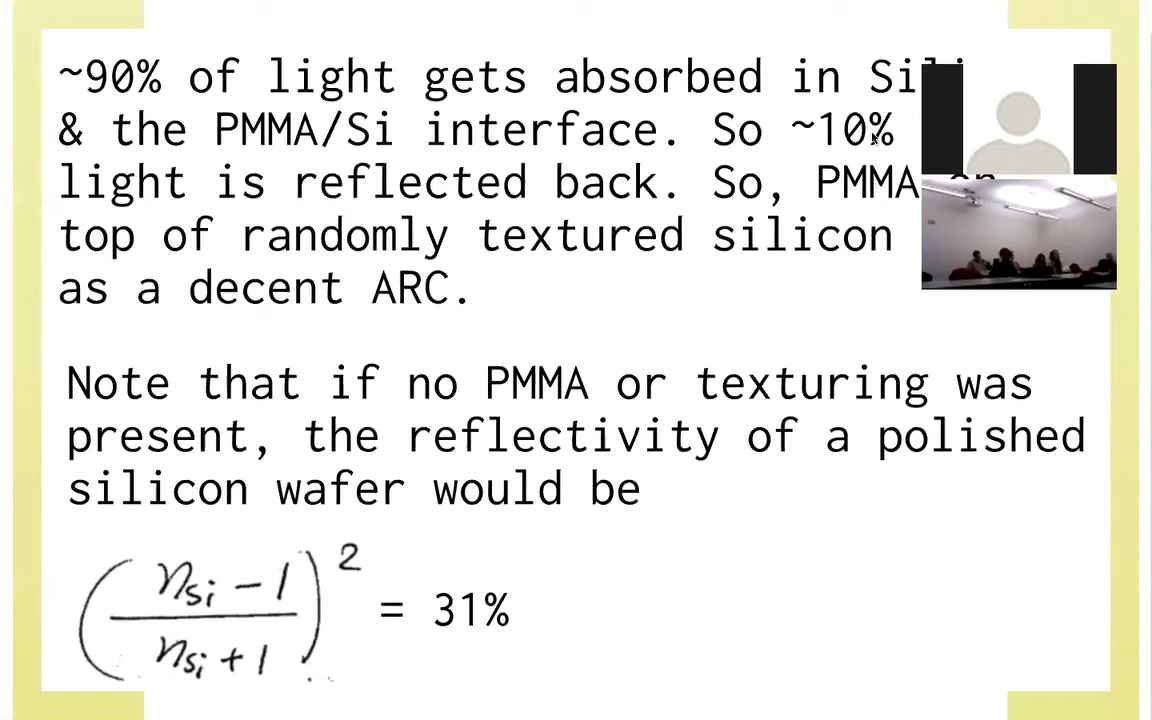 ~90% of light gets absorbed in
& the PMMA/Si interface. So ~10%
light is reflected back. So, PMMA on
top of randomly textured silicon
as a decent ARC.
Note that if no PMMA or texturing was
present, the reflectivity of a polished
silicon wafer would be
(nsi - 1 / nsi + 1)² = 31%